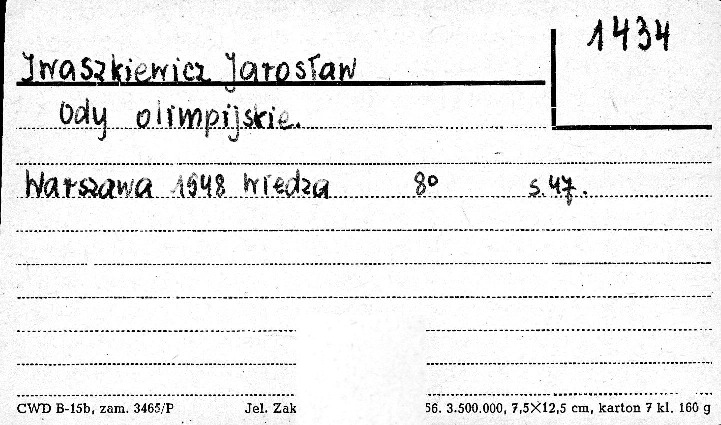 1434
Iwaszkiewicz Jarosław
Ody olimpijskie.
Warszawa 1948 Wiedza 8° s. 47.
CWD B-15b, zam. 3465/P Jel. Zak 56. 3.500.000, 7,5×12,5 cm, karton 7 kl. 160 g